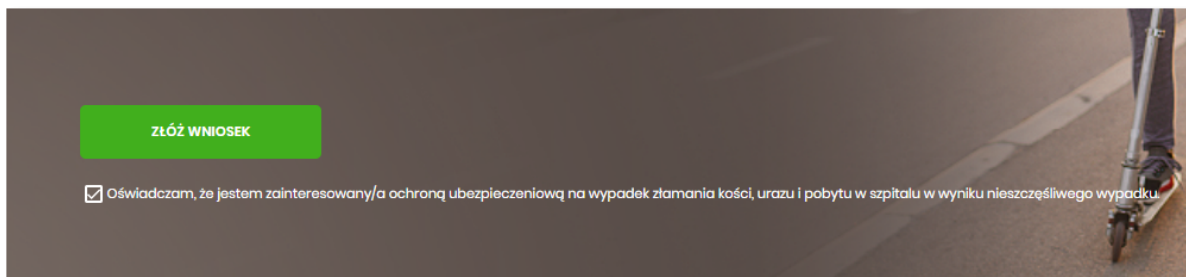 ZŁÓŻ WNIOSEK
Oświadczam, że jestem zainteresowany/a ochroną ubezpieczeniową na wypadek złamania kości, urazu i pobytu w szpitalu w wyniku nieszczęśliwego wypadku.